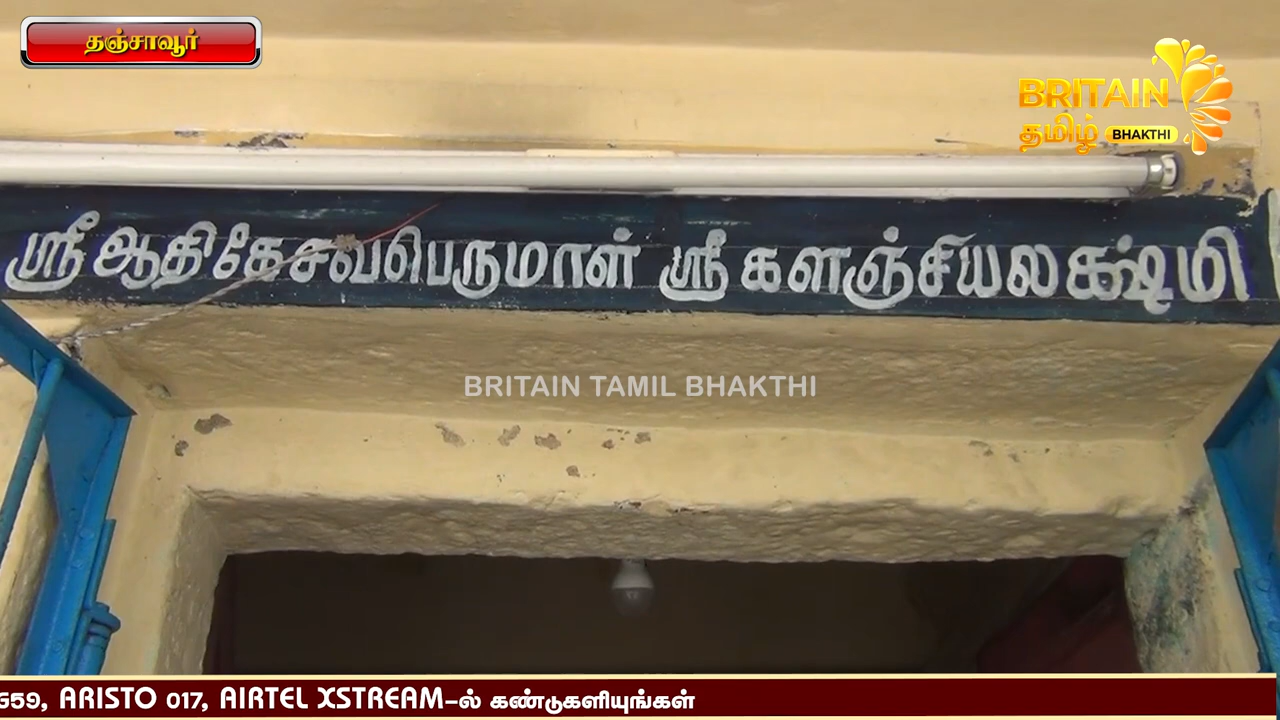 தஞ்சாவூர்
BRITAIN
தமிழ் BHAKTHI
ஸ்ரீ ஆதிகேசவபெருமாள் ஸ்ரீ களஞ்சியலக்ஷ்மி
BRITAIN TAMIL BHAKTHI
659, ARISTO 017, AIRTEL XSTREAM-ல் கண்டுகளியுங்கள்